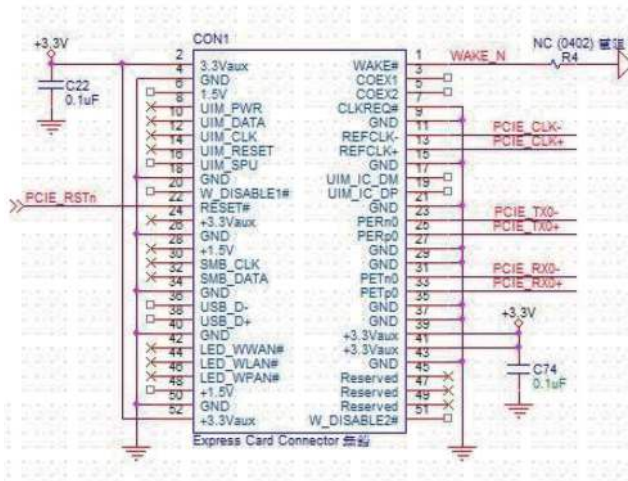 CON1
+3.3V
C22
0.1uF
2 3.3Vaux WAKE# 1 WAKE_N NC (0402)
R4
4 GND COEX1 3
6 1.5V COEX2 5
8 UIM_PWR CLKREQ# 7
10 UIM_DATA GND 9
12 UIM_CLK REFCLK- 11 PCIE_CLK-
14 UIM_RESET REFCLK+ 13 PCIE_CLK+
16 UIM_SPU GND 15
18 GND UIM_IC_DM 17
20 W_DISABLE1# UIM_IC_DP 19
PCIE_RSTn 22 RESET# GND 21
24 +3.3Vaux PERn0 23 PCIE_TX0-
26 GND PERp0 25 PCIE_TX0+
28 +1.5V GND 27
30 SMB_CLK GND 29
32 SMB_DATA PETn0 31 PCIE_RX0-
34 GND PETp0 33 PCIE_RX0+
36 USB_D- GND 35
38 USB_D+ GND 37
40 GND +3.3Vaux 39 +3.3V
42 LED_WWAN# +3.3Vaux 41
44 LED_WLAN# GND 43
46 LED_WPAN# Reserved 45
48 +1.5V Reserved 47
50 GND Reserved 49
52 +3.3Vaux W_DISABLE2# 51
C74
0.1uF
Express Card Connector